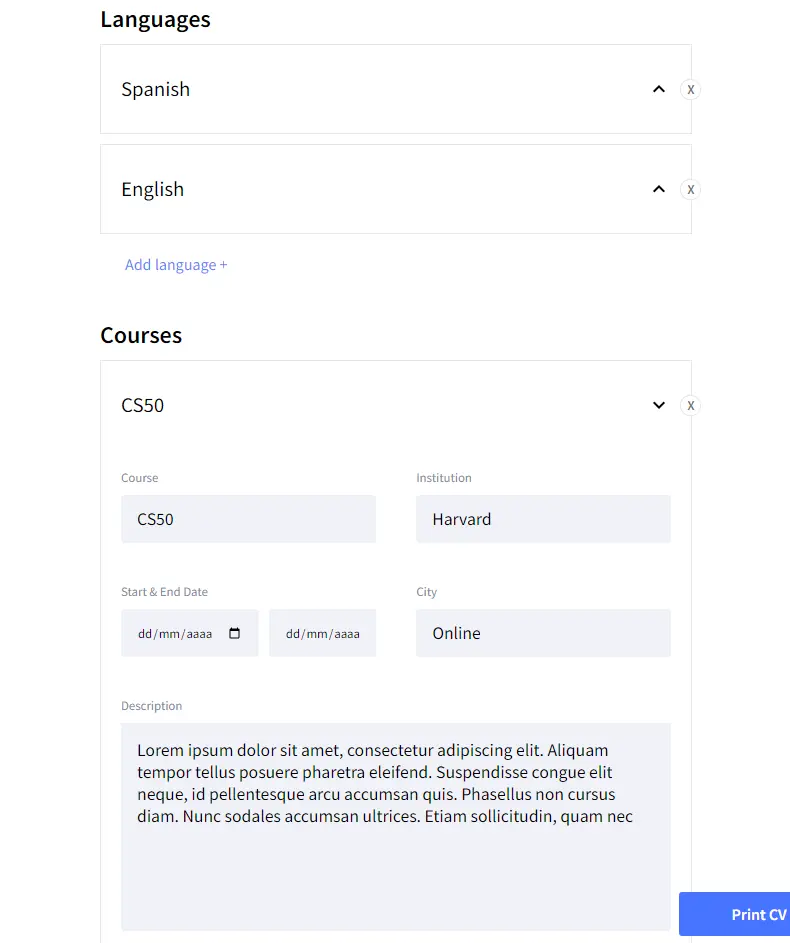 Languages
Spanish
X
English
X
Add language +
Courses
CS50
X
Course
Institution
CS50
Harvard
Start & End Date
City
dd/mm/aaaa
dd/mm/aaaa
Online
Description
Lorem ipsum dolor sit amet, consectetur adipiscing elit. Aliquam
tempor tellus posuere pharetra eleifend. Suspendisse congue elit
neque, id pellentesque arcu accumsan quis. Phasellus non cursus
diam. Nunc sodales accumsan ultrices. Etiam sollicitudin, quam nec
Print CV